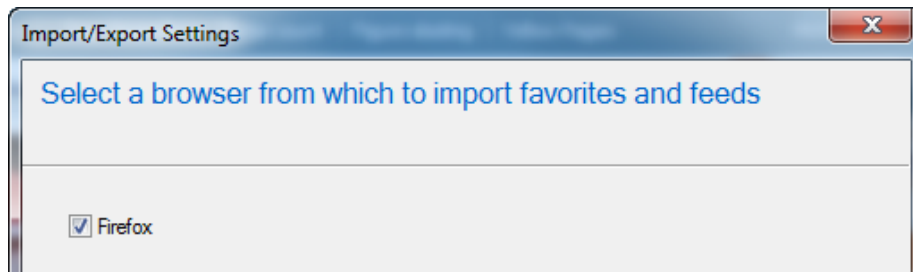 Import/Export Settings
Select a browser from which to import favorites and feeds
Firefox